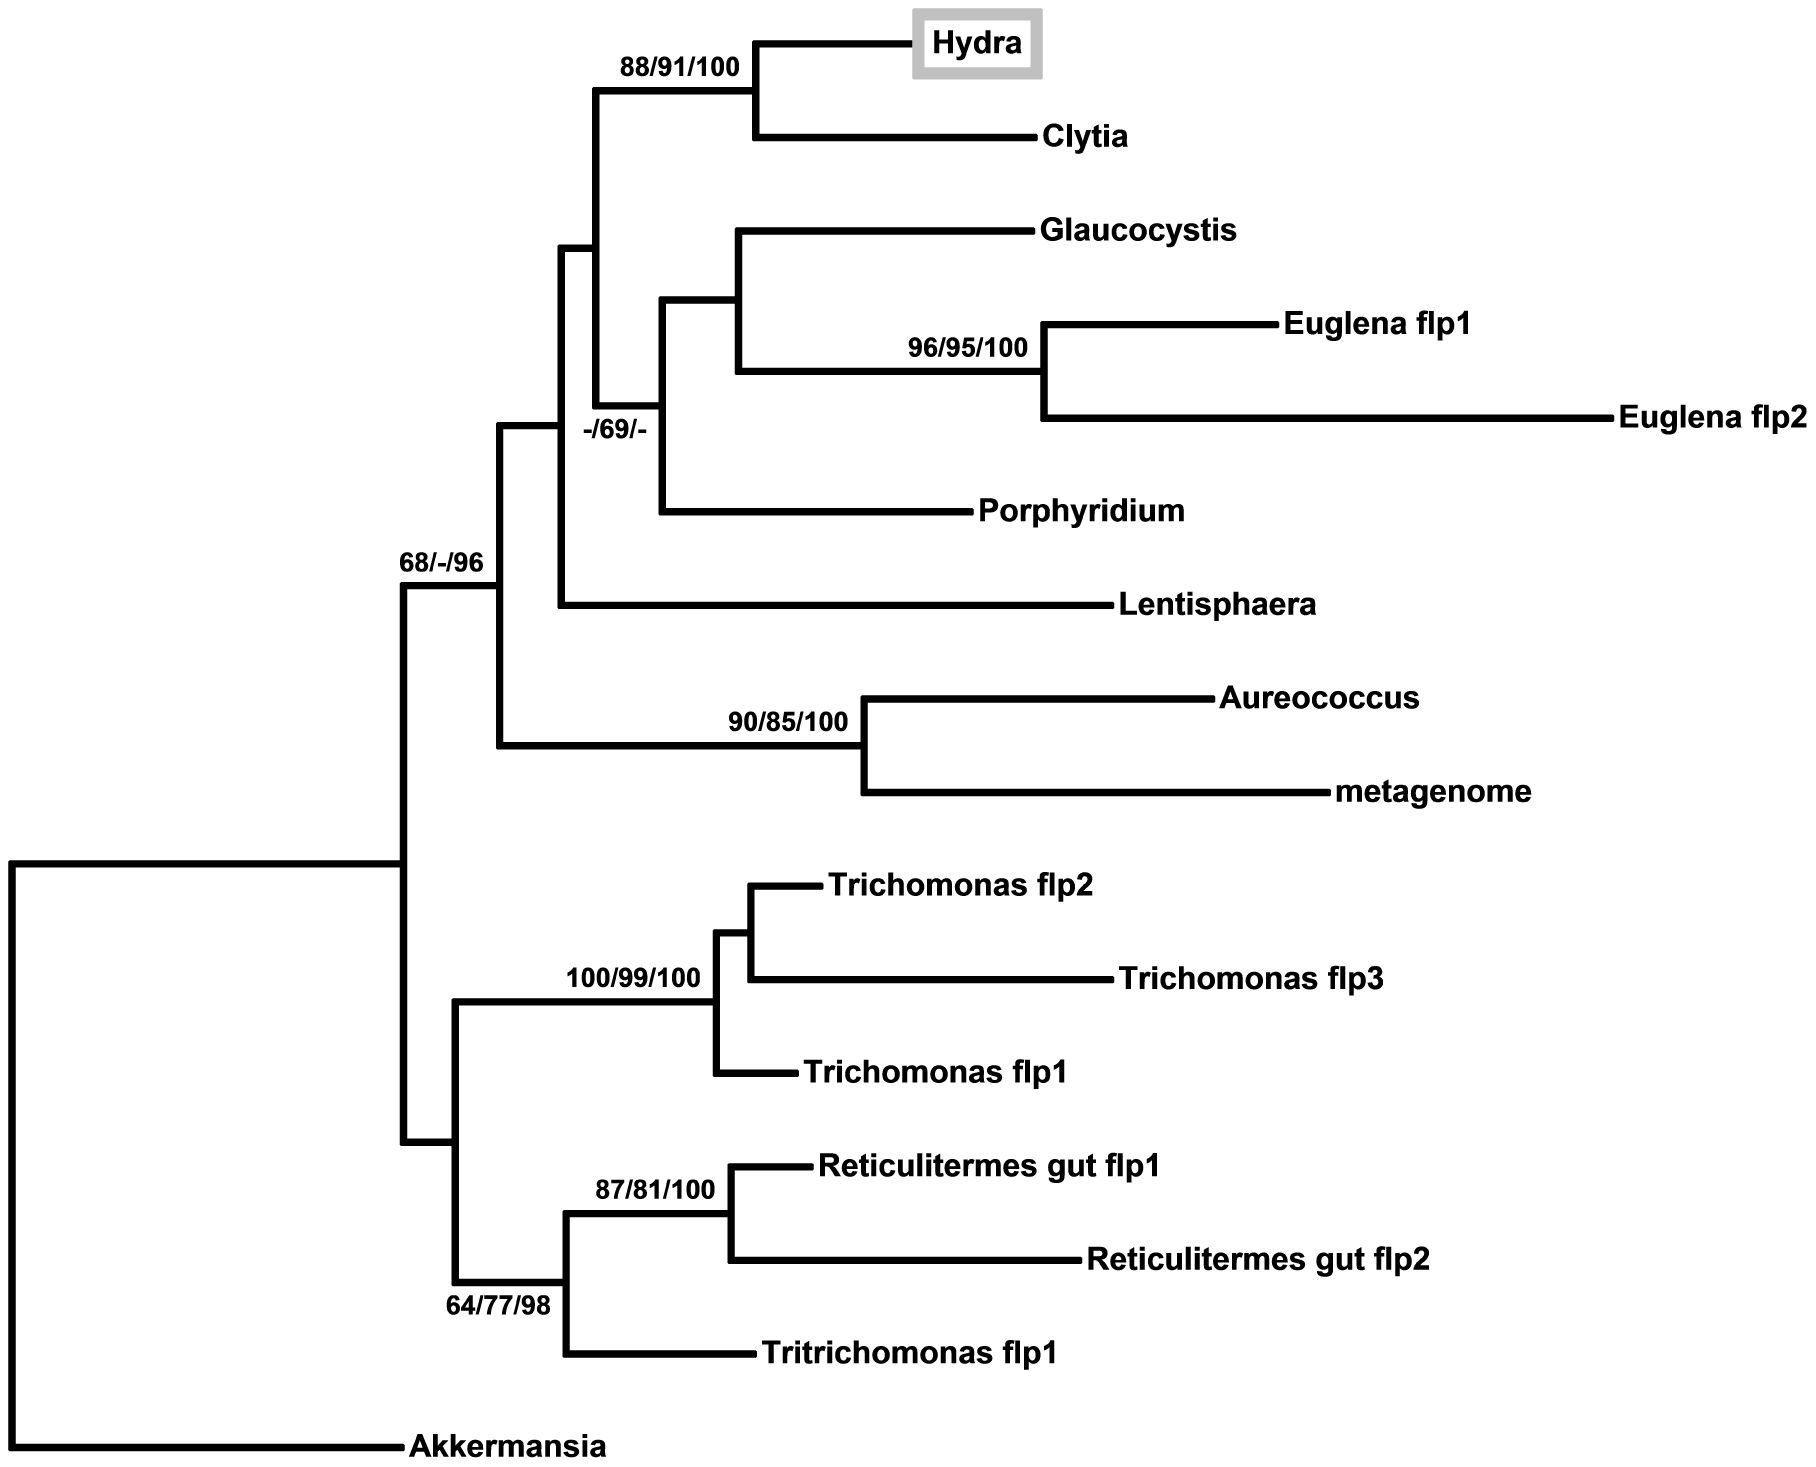 Hydra
88/91/100
Clytia
Glaucocystis
Euglena flp1
96/95/100
Euglena flp2
-/69/-
Porphyridium
68/-/96
Lentisphaera
Aureococcus
90/85/100
metagenome
Trichomonas flp2
Trichomonas flp3
100/99/100
Trichomonas flp1
Reticulitermes gut flp1
87/81/100
Reticulitermes gut flp2
64/77/98
Tritrichomonas flp1
Akkermansia